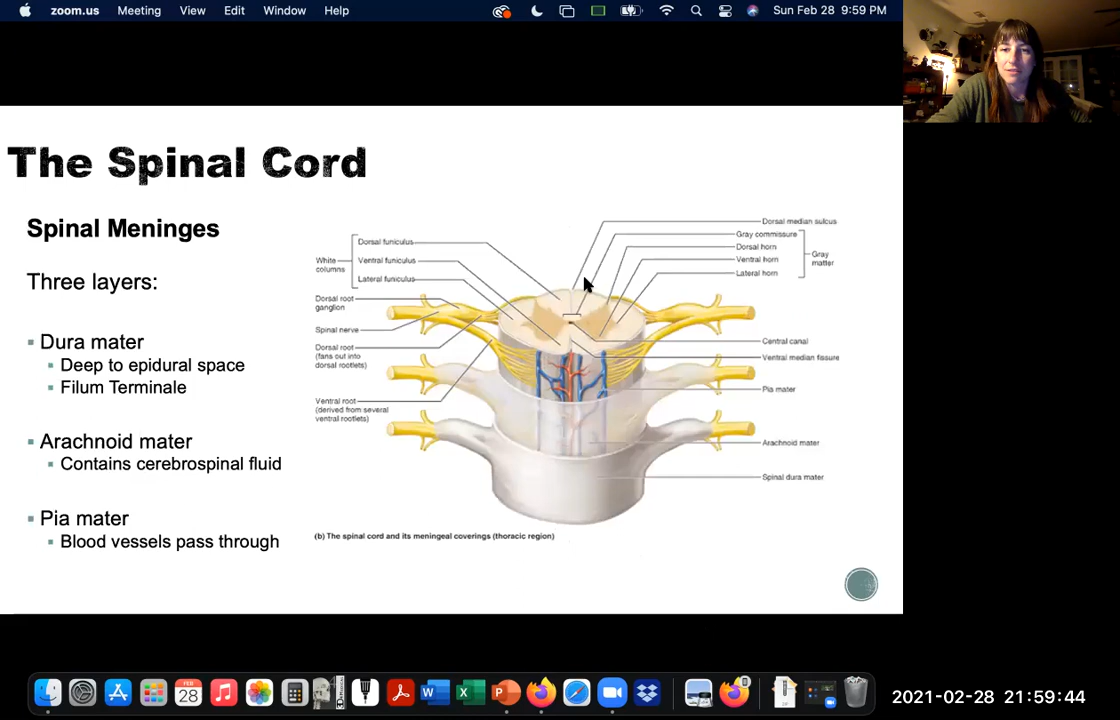 zoom.us Meeting View Edit Window Help Sun Feb 28 9:59 PM
The Spinal Cord
Spinal Meninges
Three layers:
Dura mater
Deep to epidural space
Filum Terminale
Arachnoid mater
Contains cerebrospinal fluid
Pia mater
Blood vessels pass through
White
columns
Dorsal funiculus
Ventral funiculus
Lateral funiculus
Dorsal root
ganglion
Spinal nerve
Dorsal root
(fans out into
dorsal rootlets)
Ventral root
(derived from several
ventral rootlets)
Dorsal median sulcus
Gray commissure
Dorsal horn
Ventral horn
Lateral horn
Gray
matter
Central canal
Ventral median fissure
Pia mater
Arachnoid mater
Spinal dura mater
(b) The spinal cord and its meningeal coverings (thoracic region)
FEB
28
W
X
P
2021-02-28 21:59:44